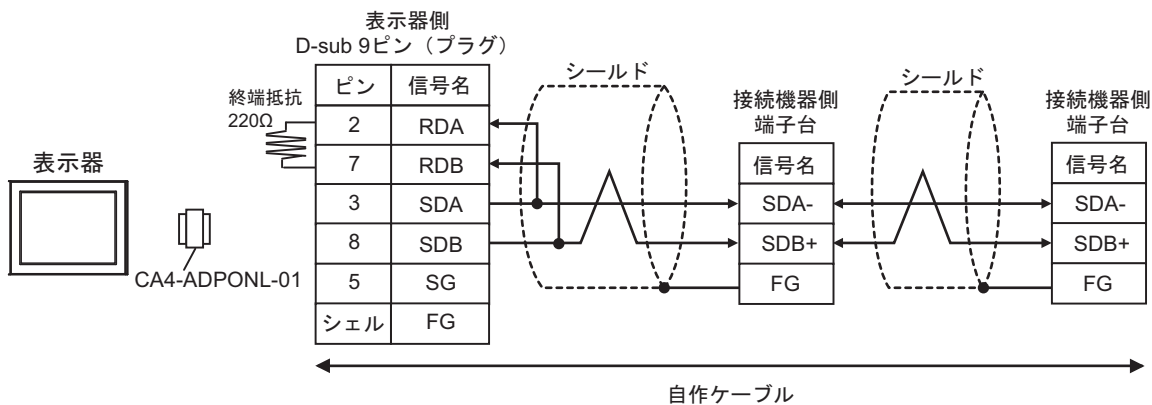 表示器側
D-sub 9ピン（プラグ）
ピン 信号名
2 RDA
7 RDB
3 SDA
8 SDB
5 SG
シェル FG
終端抵抗
220Ω
表示器
CA4-ADPONL-01
シールド
接続機器側
端子台
信号名
SDA-
SDB+
FG
シールド
接続機器側
端子台
信号名
SDA-
SDB+
FG
自作ケーブル